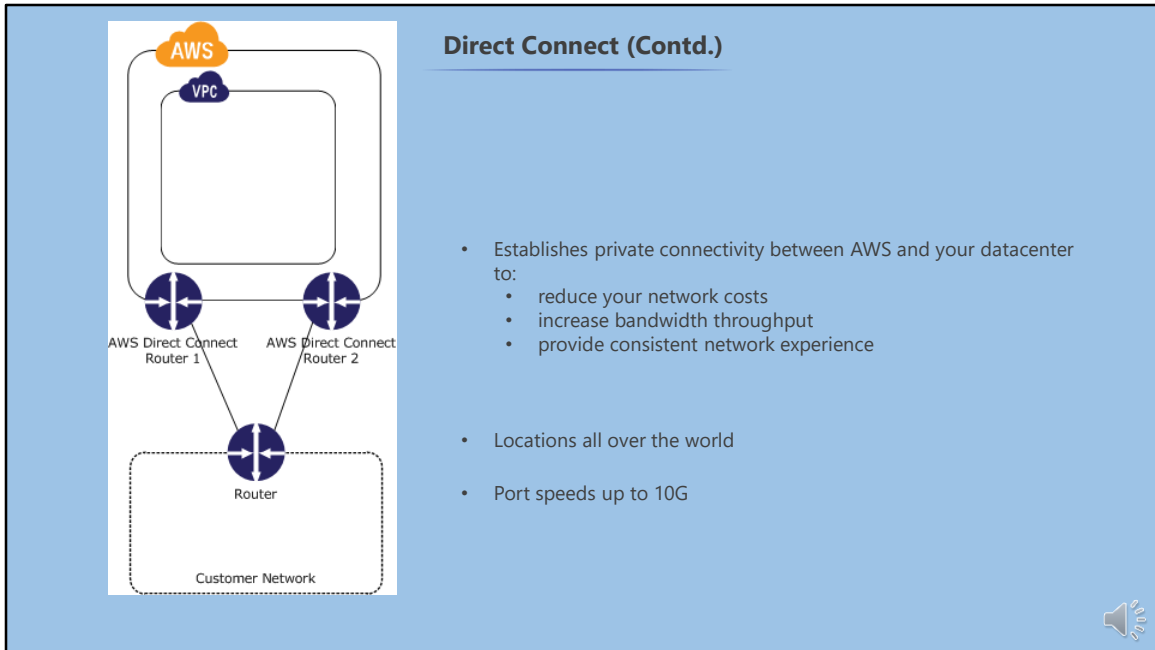 AWS
VPC
AWS Direct Connect
Router 1
AWS Direct Connect
Router 2
Router
Customer Network
Direct Connect (Contd.)
• Establishes private connectivity between AWS and your datacenter
to:
• reduce your network costs
• increase bandwidth throughput
• provide consistent network experience
• Locations all over the world
• Port speeds up to 10G